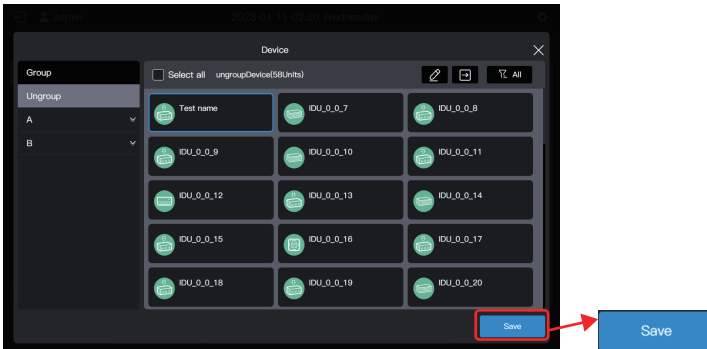 admin 2023-01-11 02:20 Wednesday
Device
Group
Select all ungroupDevice(58Units) All
Ungroup
A
B
Test name IDU_0_0_7 IDU_0_0_8
IDU_0_0_9 IDU_0_0_10 IDU_0_0_11
IDU_0_0_12 IDU_0_0_13 IDU_0_0_14
IDU_0_0_15 IDU_0_0_16 IDU_0_0_17
IDU_0_0_18 IDU_0_0_19 IDU_0_0_20
Save
Save